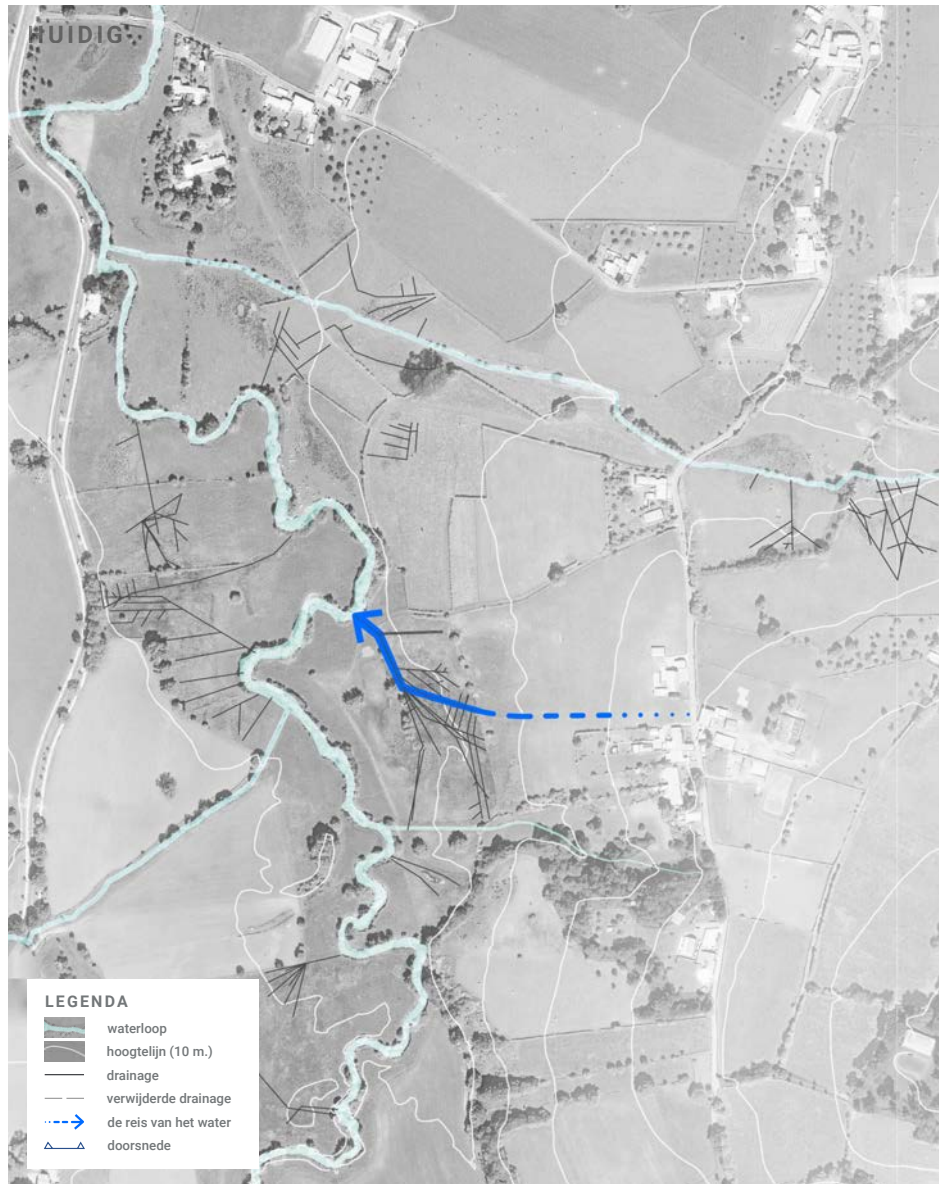 HUIDIG
LEGENDA
waterloop
hoogtelijn (10 m.)
drainage
verwijderde drainage
de reis van het water
doorsnede